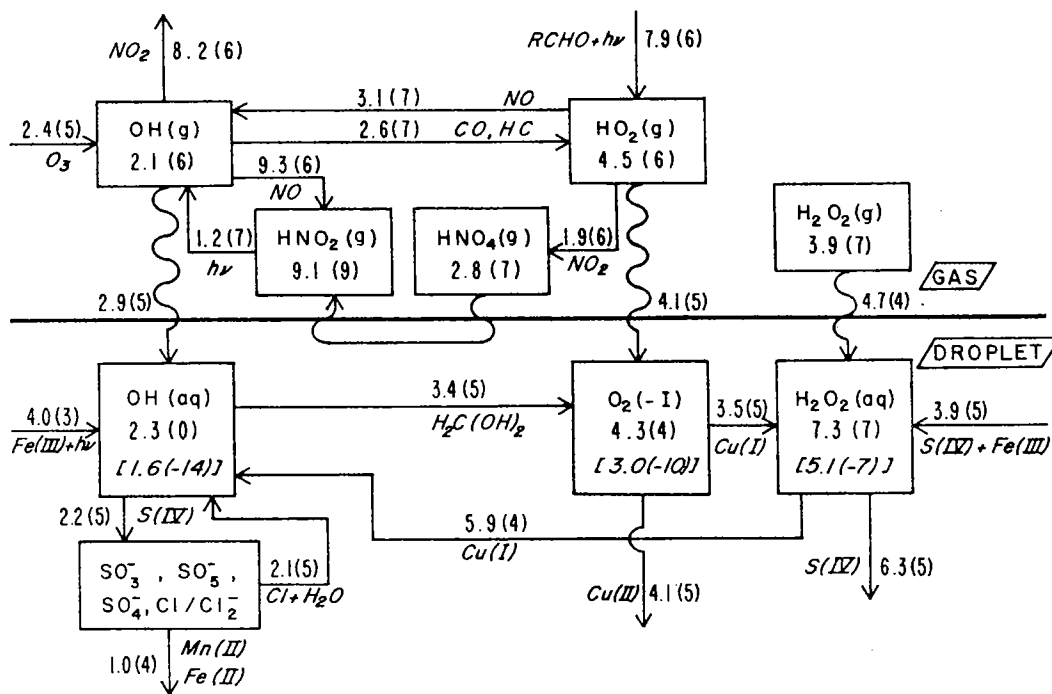 NO₂ 8.2 (6)
RCHO+hν 7.9 (6)
3.1 (7) NO
2.4(5) O₃
OH(g)
2.1 (6)
2.6(7) CO, HC
HO₂(g)
4.5 (6)
9.3 (6)
NO
1.2(7)
hν
HNO₂(g)
9.1 (9)
HNO₄(g)
2.8 (7)
1.9(6)
NO₂
H₂O₂(g)
3.9 (7)
GAS
2.9(5)
4.1(5)
4.7(4)
DROPLET
4.0(3)
Fe(III)+hν
OH(aq)
2.3 (0)
[1.6(-14)]
3.4(5)
H₂C(OH)₂
O₂(-I)
4.3(4)
[3.0(-10)]
3.5(5)
Cu(I)
H₂O₂(aq)
7.3 (7)
[5.1(-7)]
3.9(5)
S(IV)+Fe(III)
2.2(5) S(IV)
5.9(4)
Cu(I)
SO₃⁻, SO₅⁻,
SO₄⁻, Cl/Cl₂⁻
2.1(5)
Cl+H₂O
Cu(II) 4.1(5)
S(IV) 6.3(5)
1.0(4)
Mn(II)
Fe(II)